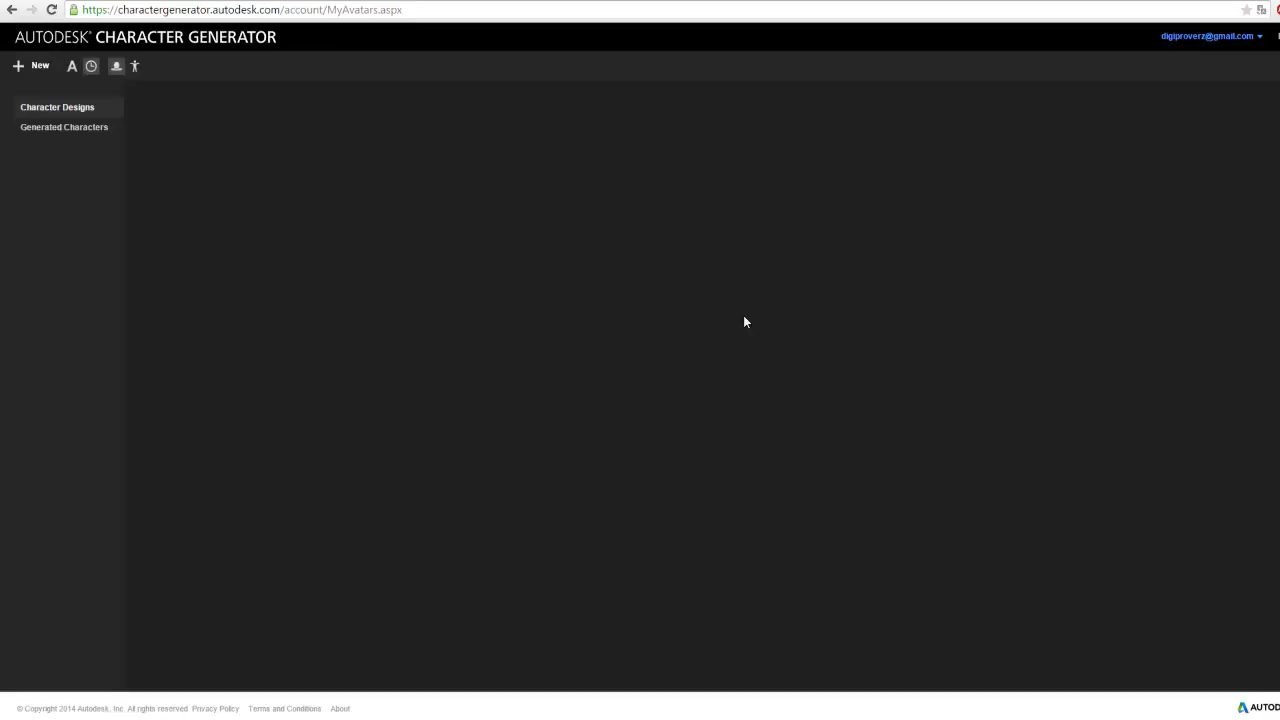 https://charactergenerator.autodesk.com/account/MyAvatars.aspx
AUTODESK® CHARACTER GENERATOR
digiproverz@gmail.com
New
Character Designs
Generated Characters
© Copyright 2014 Autodesk, Inc. All rights reserved Privacy Policy Terms and Conditions About
AUTOD